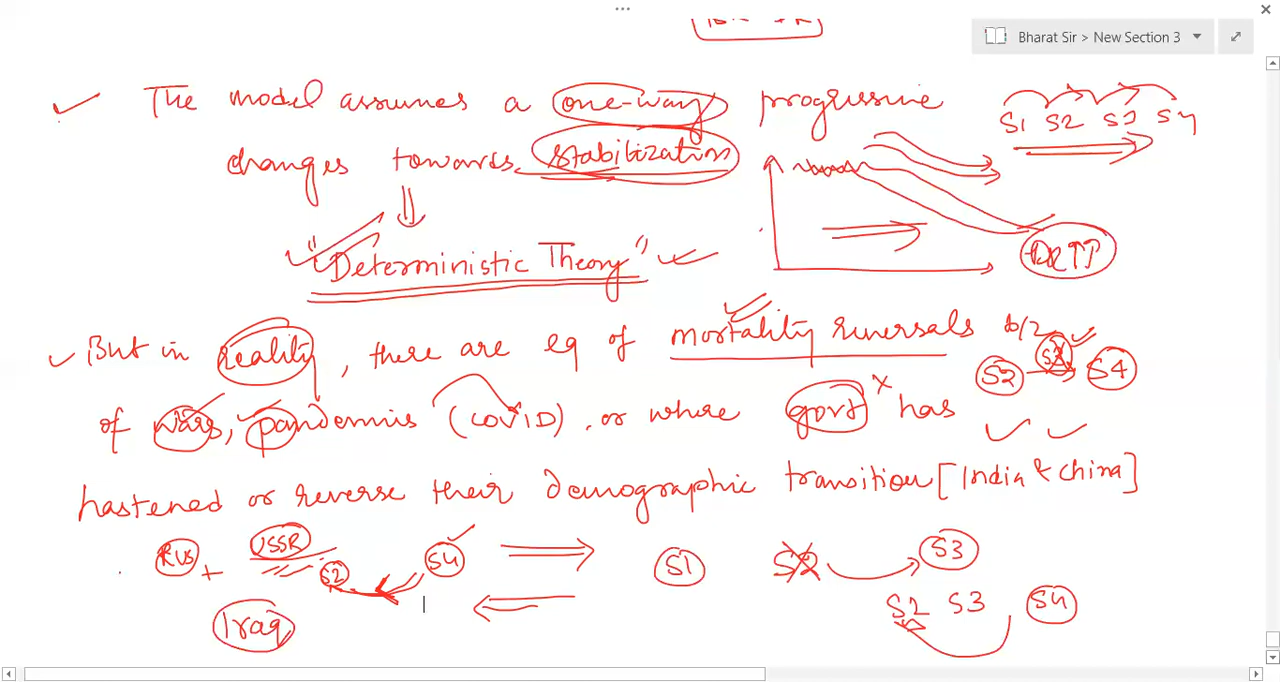 Bharat Sir > New Section 3
✓ The model assumes a one-way progressive
S1 S2 S3 S4
changes towards stabilization
"Deterministic Theory"
✓ But in reality, there are eg of mortality reversals b/z
S2 S3 S4
of wars, pandemis (COVID), or where govt has
hastened or reverse their demographic transition [India & China]
RUS + USSR S2 S4 S1 S2 S3
Iraq S2 S3 S4